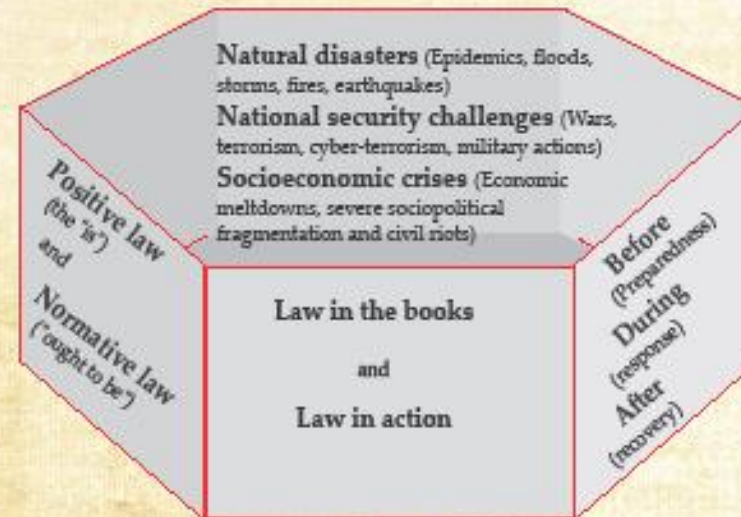 Natural disasters (Epidemics, floods,
storms, fires, earthquakes)
National security challenges (Wars,
terrorism, cyber-terrorism, military actions)
Socioeconomic crises (Economic
meltdowns, severe sociopolitical
fragmentation and civil riots)
Positive law
(the "is")
and
Normative law
("ought to be")
Law in the books
and
Law in action
Before
(Preparedness)
During
(response)
After
(recovery)